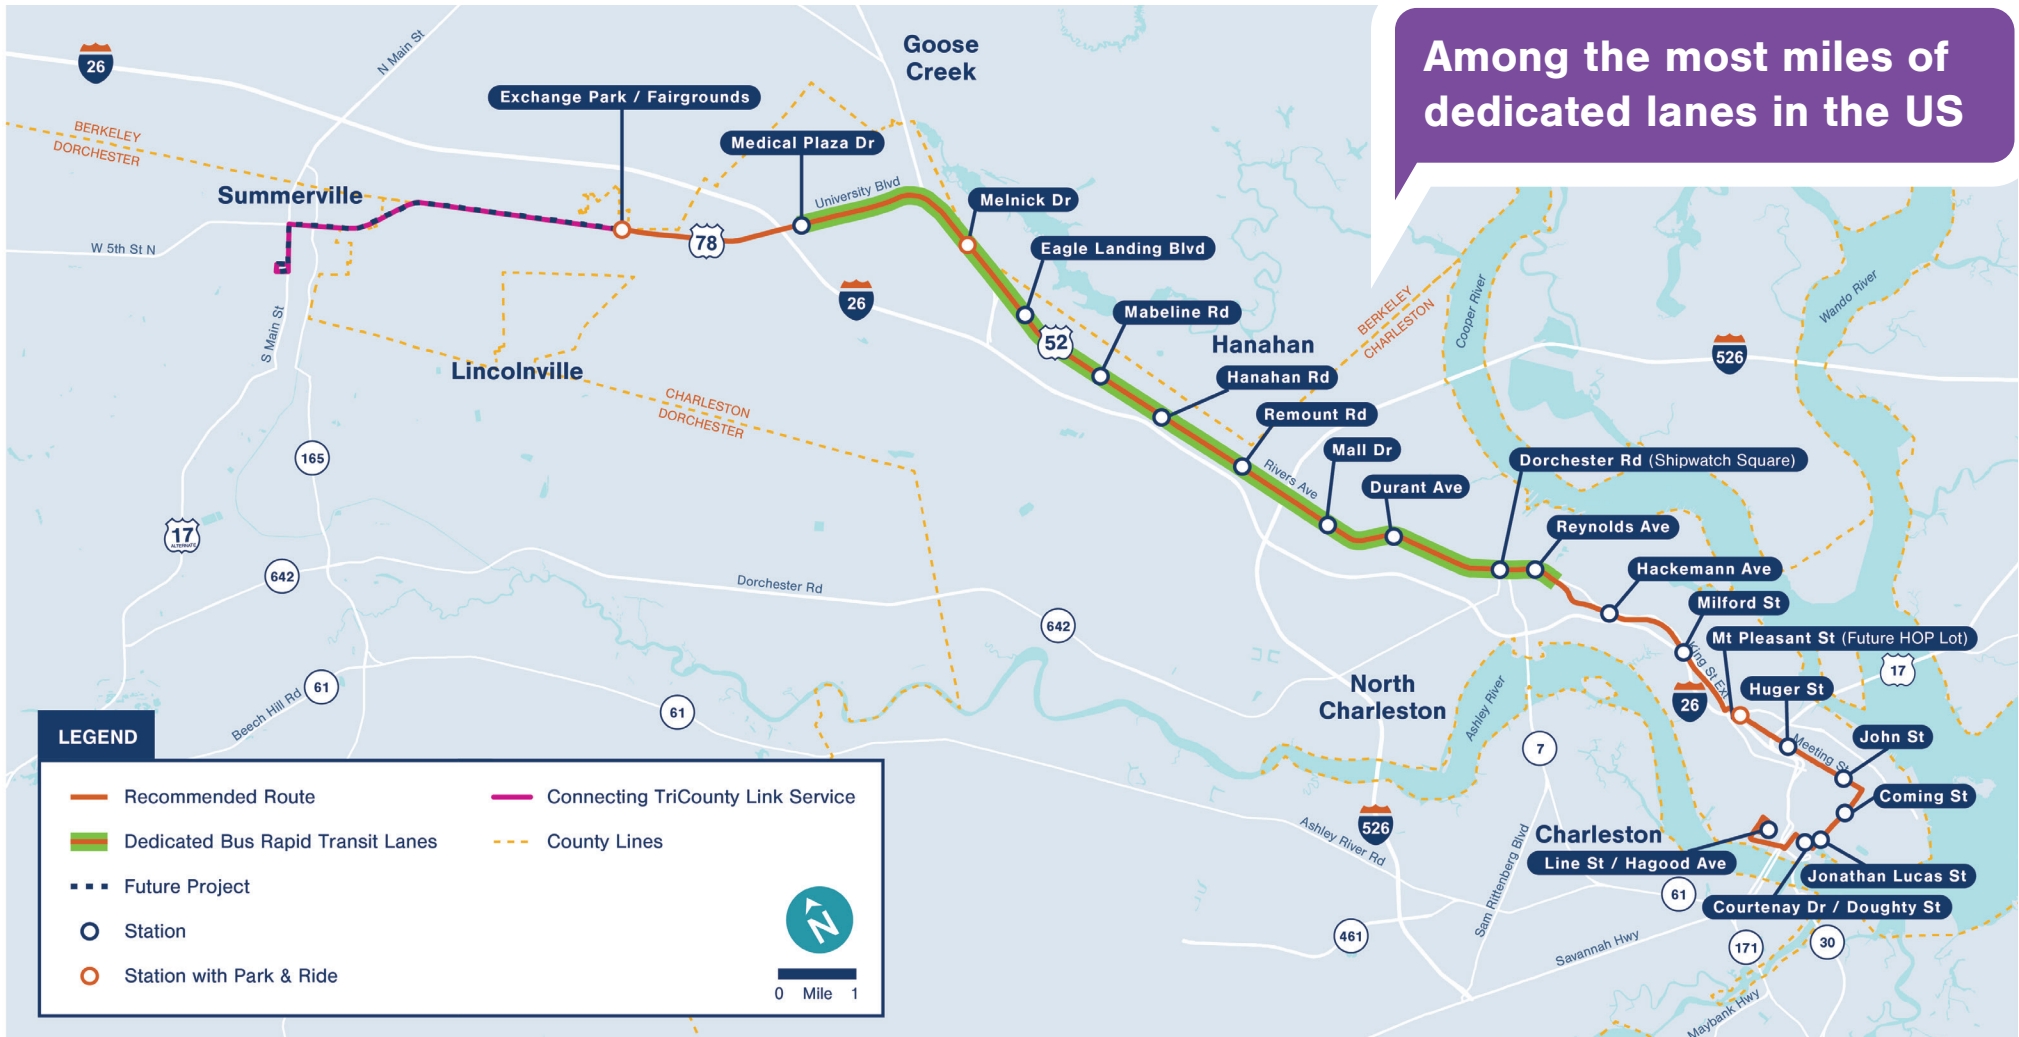 Among the most miles of
dedicated lanes in the US
26
N Main St
Goose
Creek
Exchange Park / Fairgrounds
BERKELEY
DORCHESTER
Medical Plaza Dr
Summerville
University Blvd
Melnick Dr
W 5th St N
78
Eagle Landing Blvd
26
S Main St
Mabeline Rd
52
Hanahan
BERKELEY
CHARLESTON
Cooper River
Wando River
526
Lincolnville
Hanahan Rd
CHARLESTON
DORCHESTER
Remount Rd
165
Mall Dr
Rivers Ave
Dorchester Rd (Shipwatch Square)
Durant Ave
17
ALTERNATE
Reynolds Ave
642
Dorchester Rd
Hackemann Ave
642
Milford St
Mt Pleasant St (Future HOP Lot)
King St Ext
17
61
Beech Hill Rd
61
North
Charleston
Ashley River
26
Huger St
7
Meeting St
John St
LEGEND
Recommended Route
Connecting TriCounty Link Service
Dedicated Bus Rapid Transit Lanes
County Lines
Future Project
Station
Station with Park & Ride
N
0 Mile 1
526
Ashley River Rd
Sam Rittenberg Blvd
Charleston
Coming St
Line St / Hagood Ave
Jonathan Lucas St
61
Courtenay Dr / Doughty St
461
Savannah Hwy
171
30
Maybank Hwy